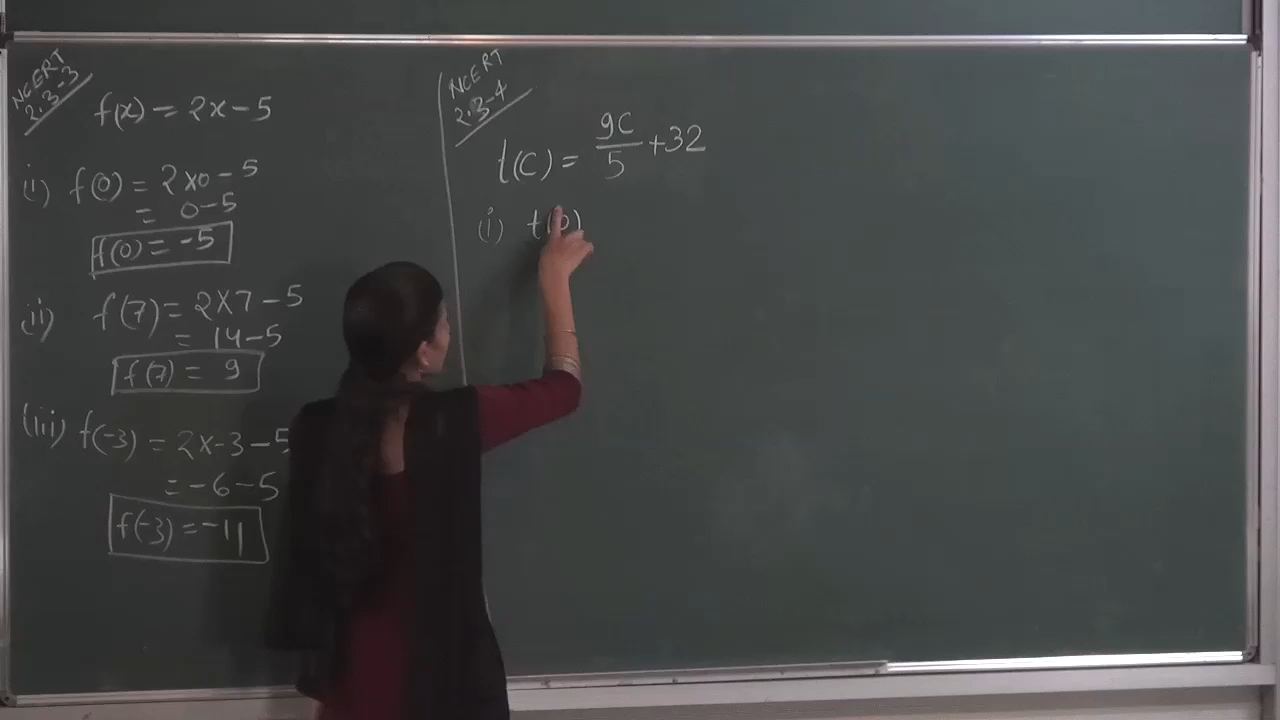 NCERT
2.3-3
f(x) = 2x - 5
(i) f(0) = 2x0 - 5
= 0-5
f(0) = -5
(ii) f(7) = 2x7 - 5
= 14-5
f(7) = 9
(iii) f(-3) = 2x-3-5
= -6-5
f(-3) = -11
NCERT
2.3-4
t(C) = 9C/5 + 32
(i) t(0)